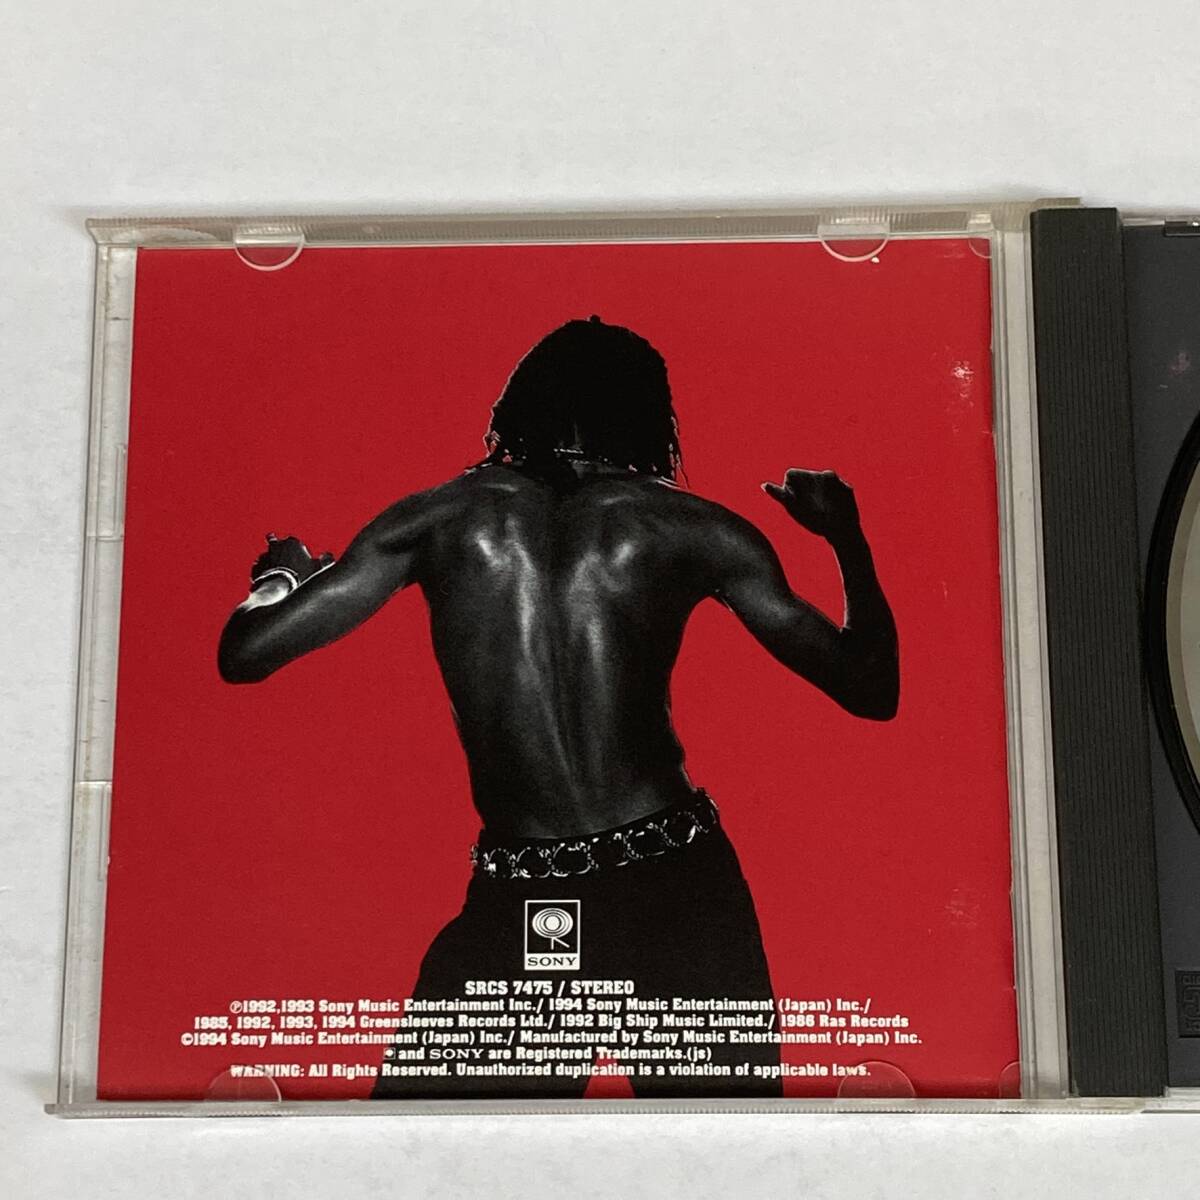 SONY
SRCS 7475 / STEREO
℗1992,1993 Sony Music Entertainment Inc./ 1994 Sony Music Entertainment (Japan) Inc./
1985, 1992, 1993, 1994 Greensleeves Records Ltd./ 1992 Big Ship Music Limited./ 1986 Ras Records
©1994 Sony Music Entertainment (Japan) Inc./ Manufactured by Sony Music Entertainment (Japan) Inc.
and SONY are Registered Trademarks.(js)
WARNING: All Rights Reserved. Unauthorized duplication is a violation of applicable laws.